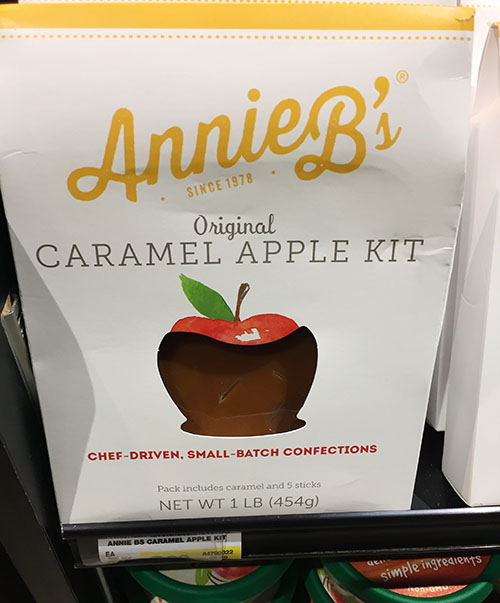 AnnieB's®
· SINCE 1978 ·
Original
CARAMEL APPLE KIT
CHEF-DRIVEN, SMALL-BATCH CONFECTIONS
Pack includes caramel and 5 sticks
NET WT 1 LB (454g)
ANNIE BS CARAMEL APPLE KIT
EA
simple ingredients